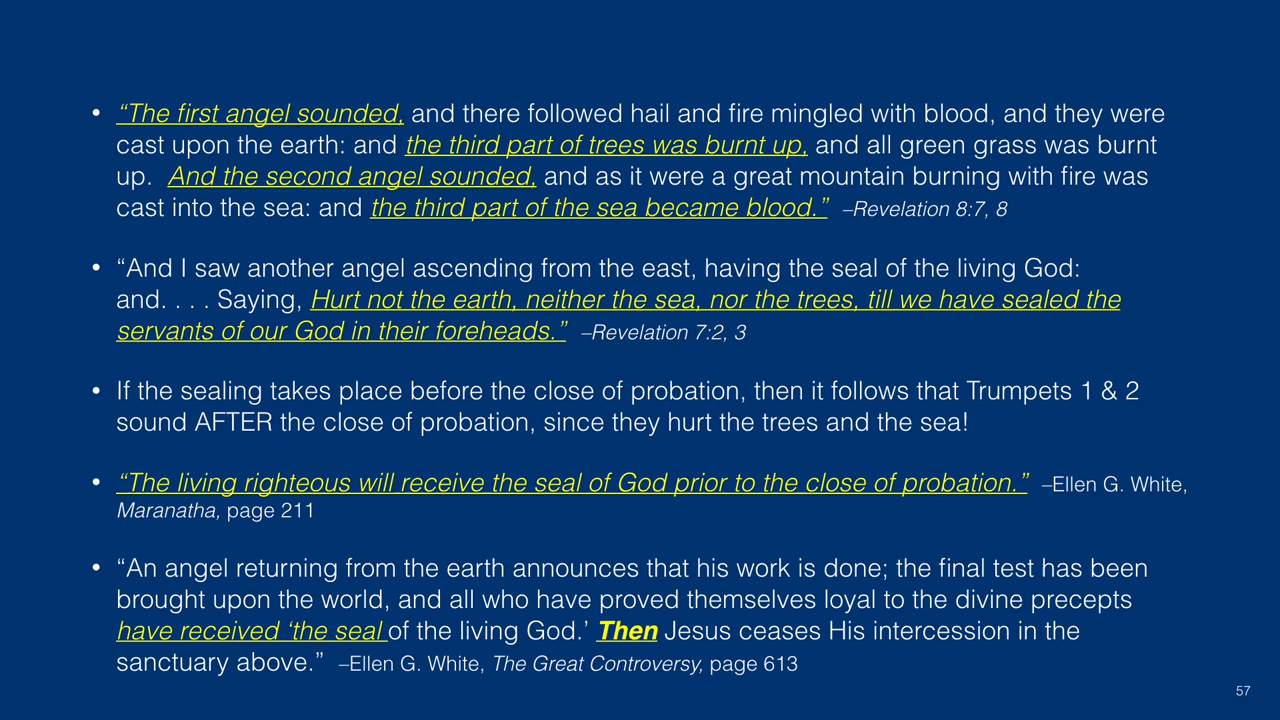 • “The first angel sounded, and there followed hail and fire mingled with blood, and they were
cast upon the earth: and the third part of trees was burnt up, and all green grass was burnt
up. And the second angel sounded, and as it were a great mountain burning with fire was
cast into the sea: and the third part of the sea became blood.” –Revelation 8:7, 8
• “And I saw another angel ascending from the east, having the seal of the living God:
and. . . . Saying, Hurt not the earth, neither the sea, nor the trees, till we have sealed the
servants of our God in their foreheads.” –Revelation 7:2, 3
• If the sealing takes place before the close of probation, then it follows that Trumpets 1 & 2
sound AFTER the close of probation, since they hurt the trees and the sea!
• “The living righteous will receive the seal of God prior to the close of probation.” –Ellen G. White,
Maranatha, page 211
• “An angel returning from the earth announces that his work is done; the final test has been
brought upon the world, and all who have proved themselves loyal to the divine precepts
have received ‘the seal of the living God.’ Then Jesus ceases His intercession in the
sanctuary above.” –Ellen G. White, The Great Controversy, page 613
57